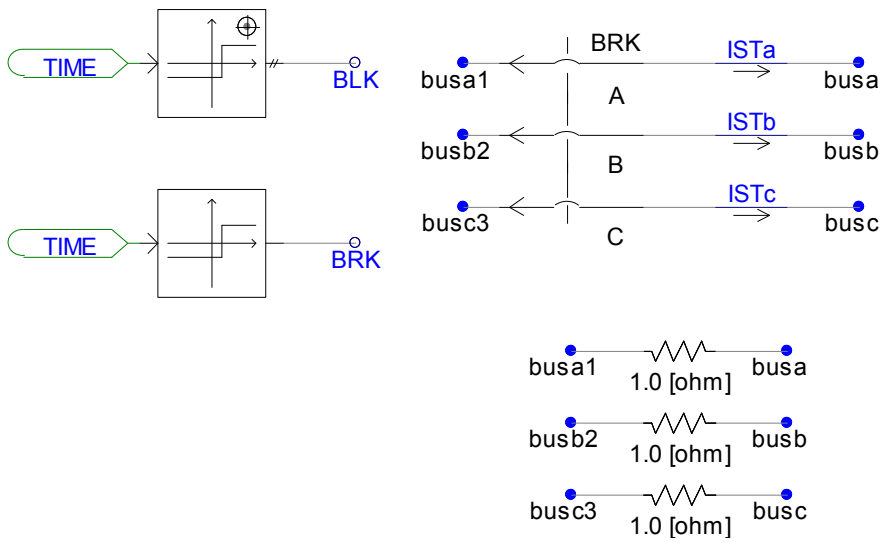 TIME
BLK
BRK
ISTa
busa1
busa
A
ISTb
busb2
busb
B
ISTc
busc3
busc
C
TIME
BRK
busa1
1.0 [ohm]
busa
busb2
1.0 [ohm]
busb
busc3
1.0 [ohm]
busc